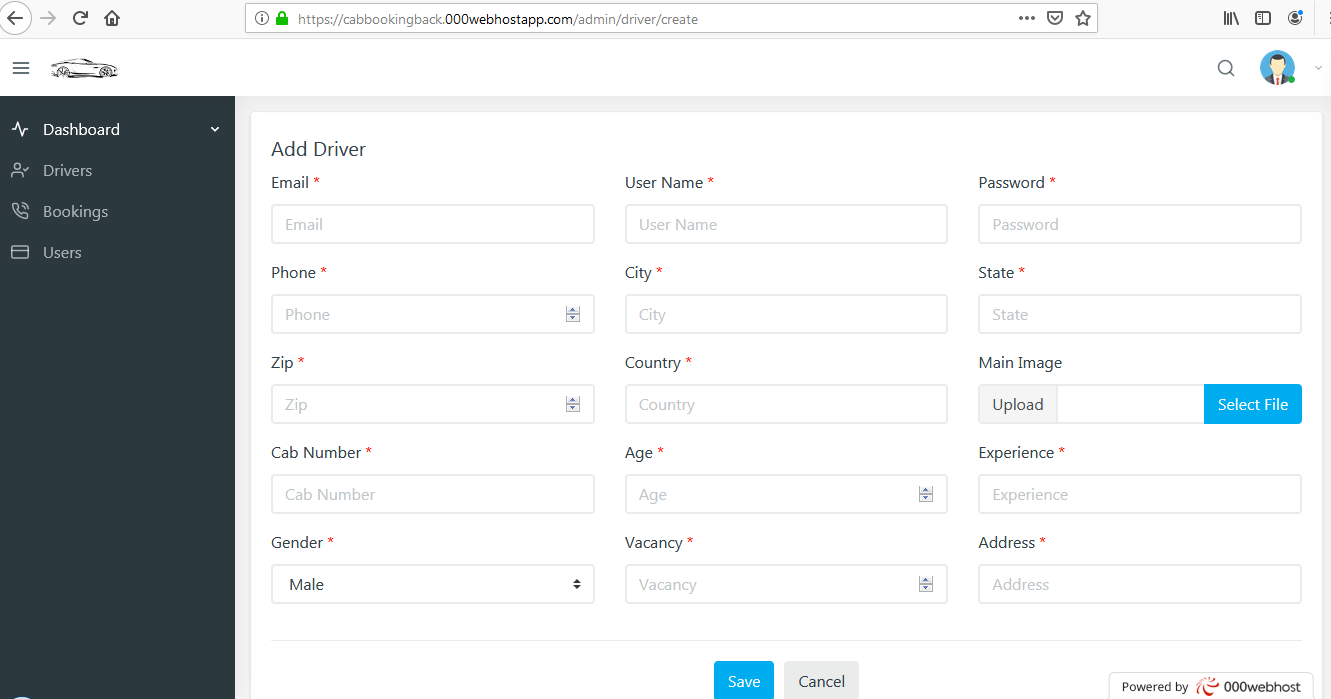 https://cabbookingback.000webhostapp.com/admin/driver/create
Dashboard
Drivers
Bookings
Users
Add Driver
Email * User Name * Password *
Email User Name Password
Phone * City * State *
Phone City State
Zip * Country * Main Image
Zip Country Upload Select File
Cab Number * Age * Experience *
Cab Number Age Experience
Gender * Vacancy * Address *
Male Vacancy Address
Save Cancel
Powered by 000webhost